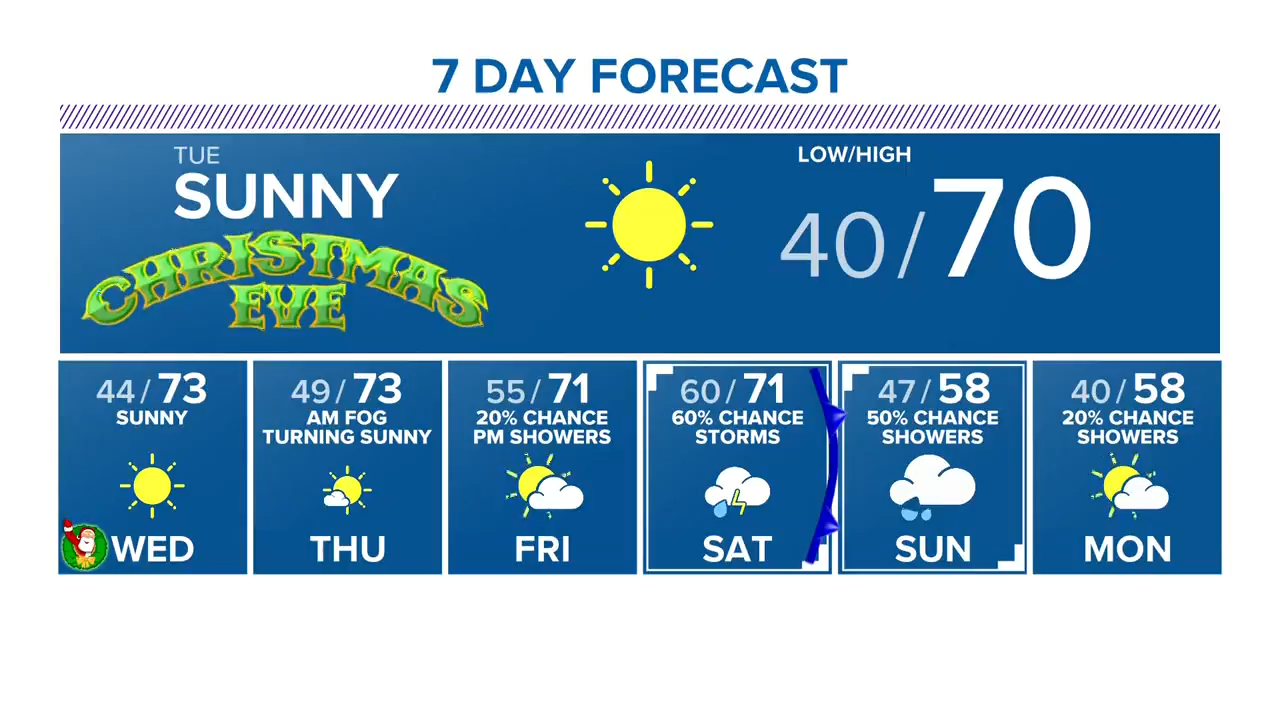 7 DAY FORECAST
TUE
SUNNY
CHRISTMAS
EVE
LOW/HIGH
40/70
44/73
SUNNY
WED
49/73
AM FOG
TURNING SUNNY
THU
55/71
20% CHANCE
PM SHOWERS
FRI
60/71
60% CHANCE
STORMS
SAT
47/58
50% CHANCE
SHOWERS
SUN
40/58
20% CHANCE
SHOWERS
MON